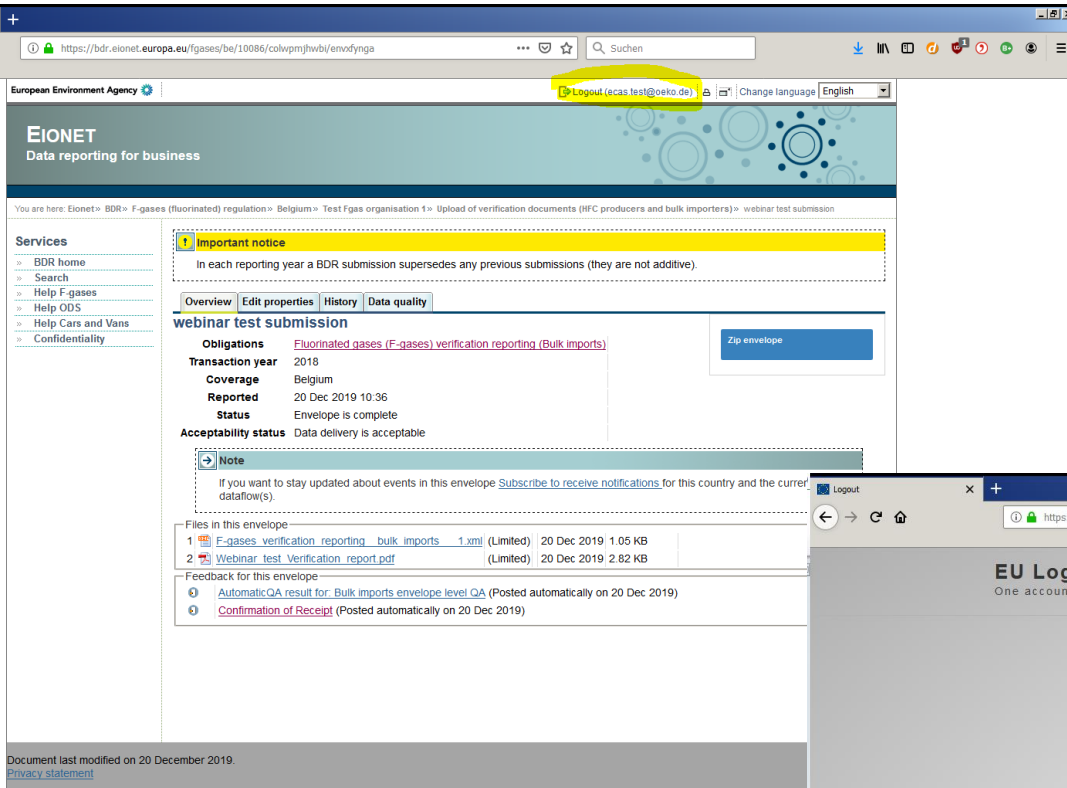 https://bdr.eionet.europa.eu/fgases/be/10086/colwpmjhwbi/envxfynga
Suchen
1
European Environment Agency
Logout (ecas.test@oeko.de)
Change language
English
EIONET
Data reporting for business
You are here: Eionet» BDR» F-gases (fluorinated) regulation» Belgium» Test Fgas organisation 1» Upload of verification documents (HFC producers and bulk importers)» webinar test submission
Services
» BDR home
» Search
» Help F-gases
» Help ODS
» Help Cars and Vans
» Confidentiality
Important notice
In each reporting year a BDR submission supersedes any previous submissions (they are not additive).
Overview Edit properties History Data quality
webinar test submission
Zip envelope
Obligations Fluorinated gases (F-gases) verification reporting (Bulk imports)
Transaction year 2018
Coverage Belgium
Reported 20 Dec 2019 10:36
Status Envelope is complete
Acceptability status Data delivery is acceptable
Note
If you want to stay updated about events in this envelope Subscribe to receive notifications for this country and the curren
dataflow(s).
Files in this envelope
1 F-gases_verification_reporting__bulk_imports__1.xml (Limited) 20 Dec 2019 1.05 KB
2 Webinar_test_Verification_report.pdf (Limited) 20 Dec 2019 2.82 KB
Feedback for this envelope
AutomaticQA result for: Bulk imports envelope level QA (Posted automatically on 20 Dec 2019)
Confirmation of Receipt (Posted automatically on 20 Dec 2019)
Document last modified on 20 December 2019.
Privacy statement
Logout
https
EU Log
One accoun